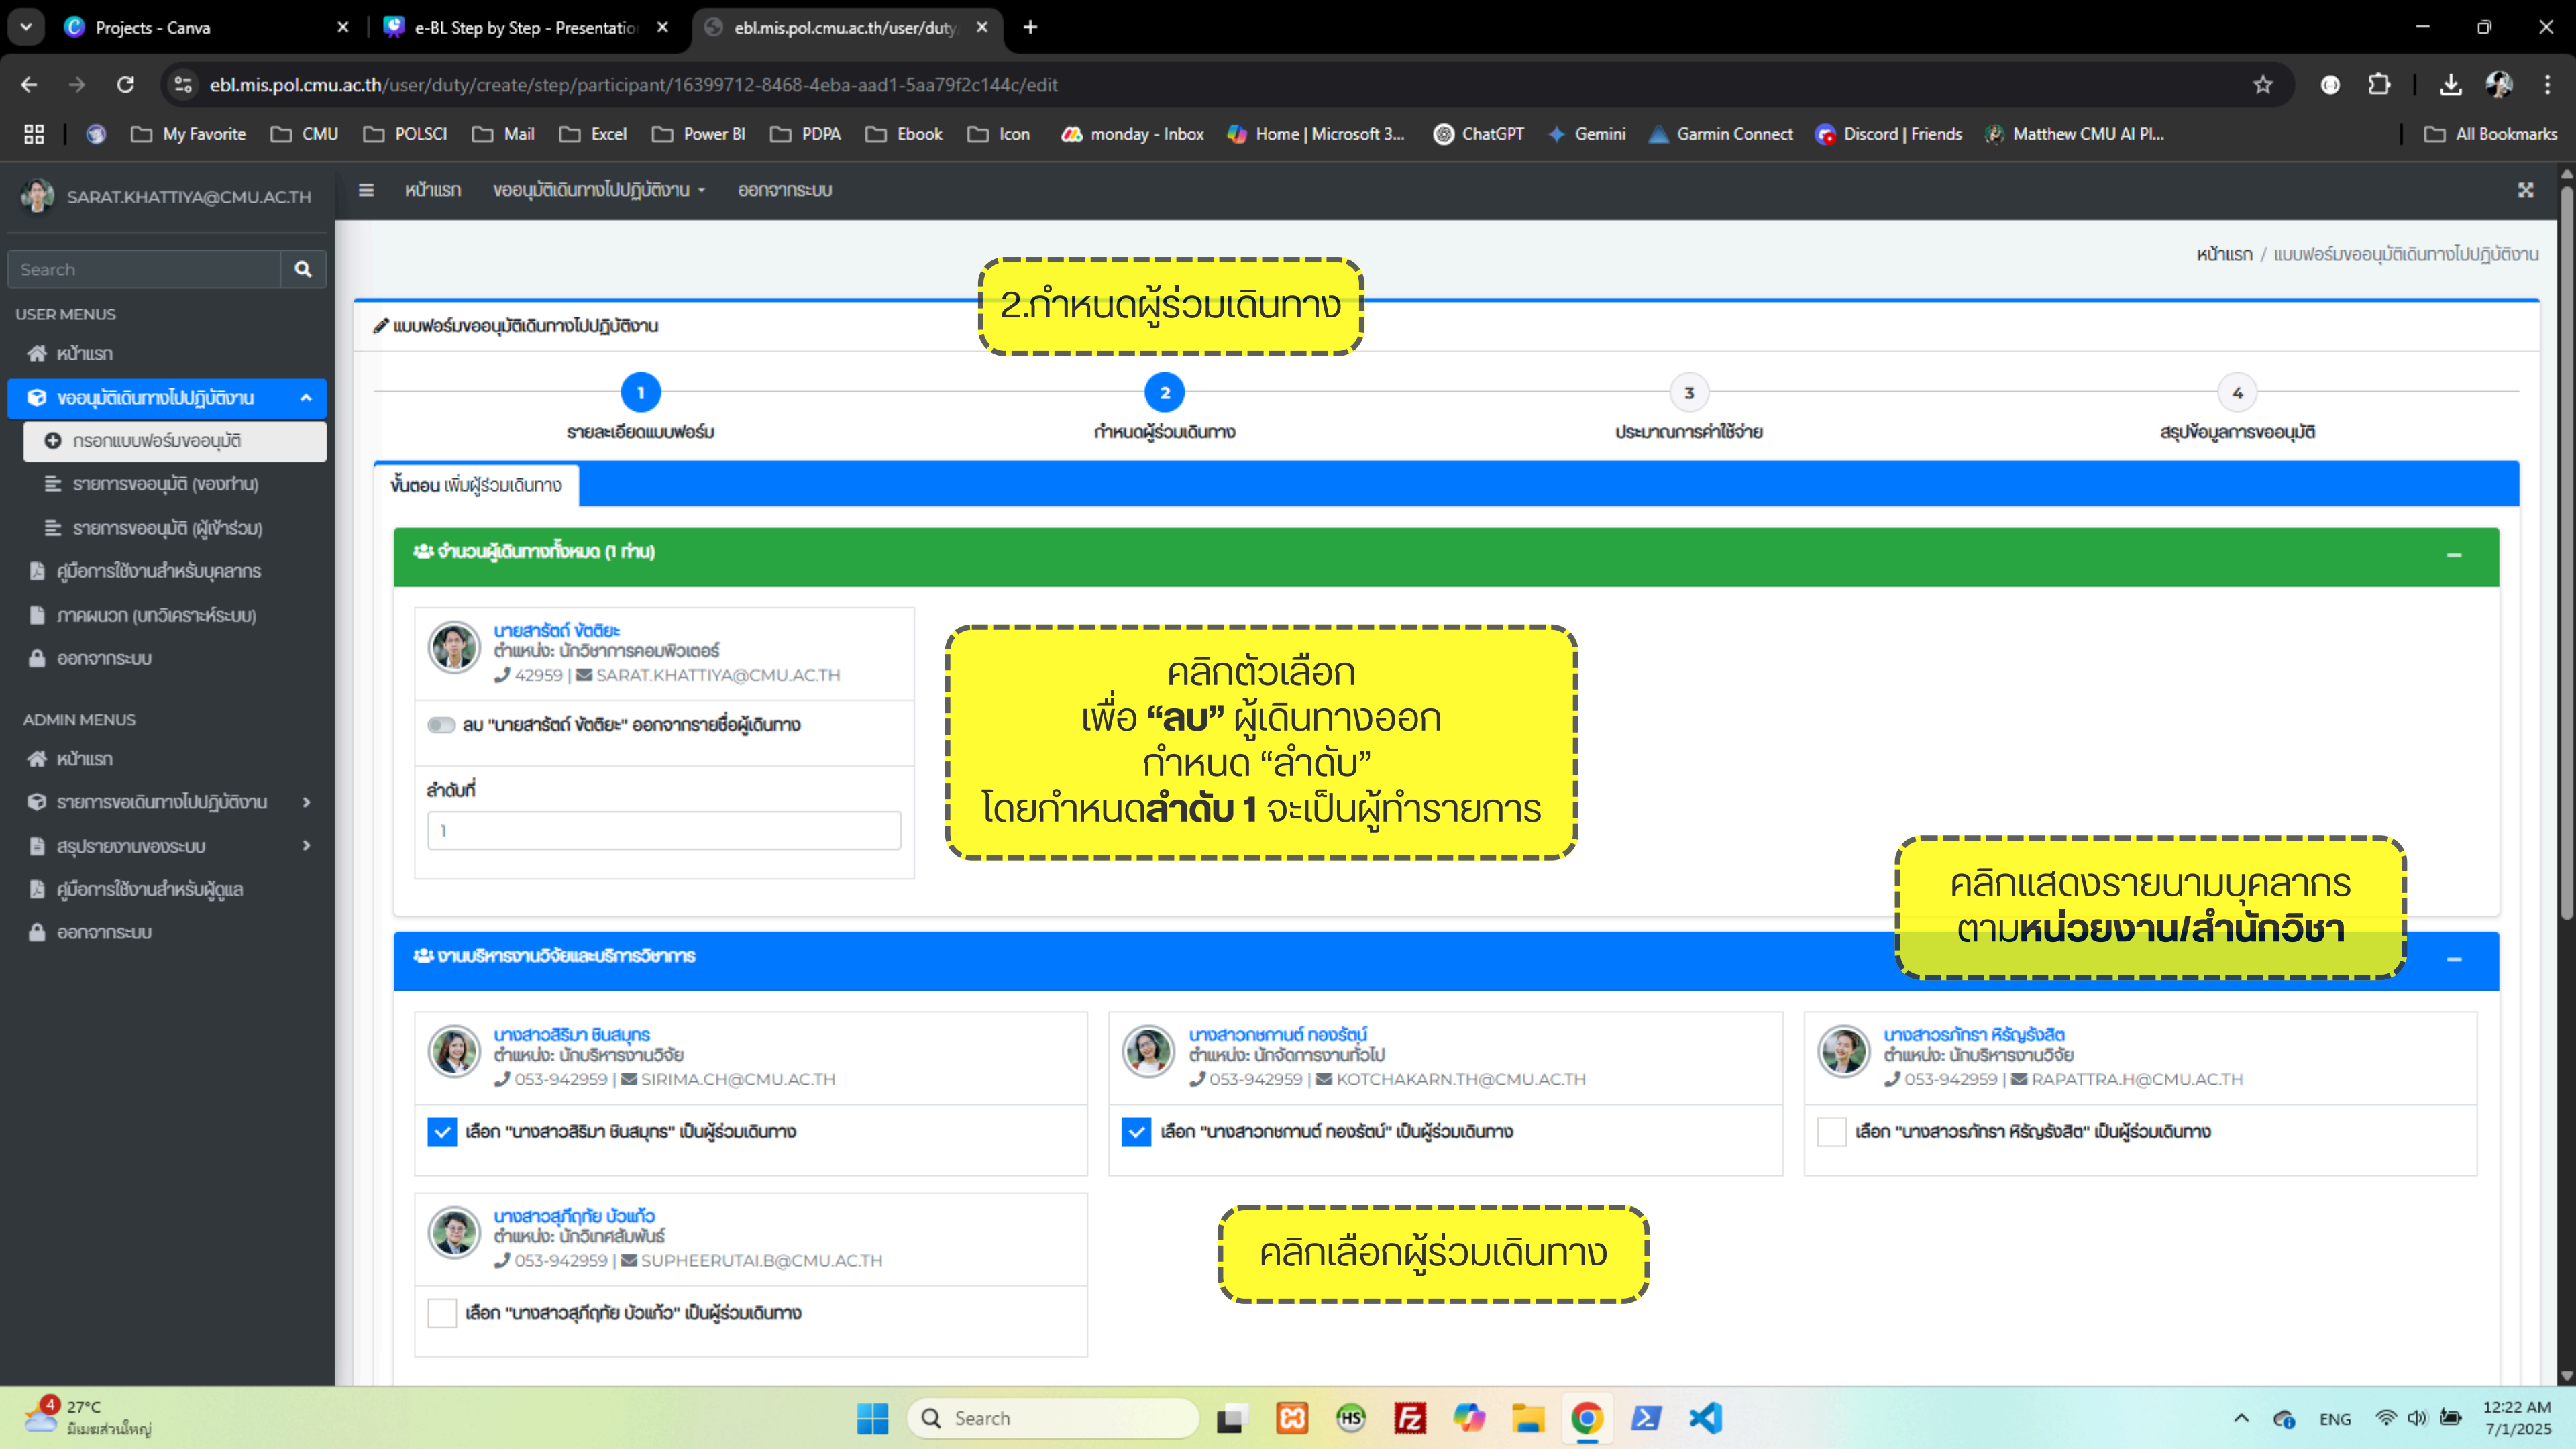 Projects - Canva
e-BL Step by Step - Presentation
ebl.mis.pol.cmu.ac.th/user/duty/
ebl.mis.pol.cmu.ac.th/user/duty/create/step/participant/16399712-8468-4eba-aad1-5aa79f2c144c/edit
My Favorite
CMU
POLSCI
Mail
Excel
Power BI
PDPA
Ebook
Icon
monday - Inbox
Home | Microsoft 3...
ChatGPT
Gemini
Garmin Connect
Discord | Friends
Matthew CMU AI Pl...
All Bookmarks
SARAT.KHATTIYA@CMU.AC.TH
หน้าแรก
ขออนุมัติเดินทางไปปฏิบัติงาน
ออกจากระบบ
Search
USER MENUS
หน้าแรก
ขออนุมัติเดินทางไปปฏิบัติงาน
กรอกแบบฟอร์มขออนุมัติ
รายการขออนุมัติ (ของท่าน)
รายการขออนุมัติ (ผู้เข้าร่วม)
คู่มือการใช้งานสำหรับบุคลากร
ภาคผนวก (บทวิเคราะห์ระบบ)
ออกจากระบบ
ADMIN MENUS
หน้าแรก
รายการขอเดินทางไปปฏิบัติงาน
สรุปรายงานของระบบ
คู่มือการใช้งานสำหรับผู้ดูแล
ออกจากระบบ
หน้าแรก / แบบฟอร์มขออนุมัติเดินทางไปปฏิบัติงาน
2.กำหนดผู้ร่วมเดินทาง
แบบฟอร์มขออนุมัติเดินทางไปปฏิบัติงาน
1
2
3
4
รายละเอียดแบบฟอร์ม
กำหนดผู้ร่วมเดินทาง
ประมาณการค่าใช้จ่าย
สรุปข้อมูลการขออนุมัติ
ขั้นตอน เพิ่มผู้ร่วมเดินทาง
จำนวนผู้เดินทางทั้งหมด (1 ท่าน)
นายสารัตถ์ ขัตติยะ
ตำแหน่ง: นักวิชาการคอมพิวเตอร์
42959 | SARAT.KHATTIYA@CMU.AC.TH
ลบ "นายสารัตถ์ ขัตติยะ" ออกจากรายชื่อผู้เดินทาง
ลำดับที่
1
คลิกตัวเลือก
เพื่อ “ลบ” ผู้เดินทางออก
กำหนด “ลำดับ”
โดยกำหนดลำดับ 1 จะเป็นผู้ทำรายการ
คลิกแสดงรายนามบุคลากร
ตามหน่วยงาน/สำนักวิชา
งานบริหารงานวิจัยและบริการวิชาการ
นางสาวสิริมา ชินสมุทร
ตำแหน่ง: นักบริหารงานวิจัย
053-942959 | SIRIMA.CH@CMU.AC.TH
เลือก "นางสาวสิริมา ชินสมุทร" เป็นผู้ร่วมเดินทาง
นางสาวกชกานต์ ทองรัตน์
ตำแหน่ง: นักจัดการงานทั่วไป
053-942959 | KOTCHAKARN.TH@CMU.AC.TH
เลือก "นางสาวกชกานต์ ทองรัตน์" เป็นผู้ร่วมเดินทาง
นางสาวรภัทรา หิรัญรังสิต
ตำแหน่ง: นักบริหารงานวิจัย
053-942959 | RAPATTRA.H@CMU.AC.TH
เลือก "นางสาวรภัทรา หิรัญรังสิต" เป็นผู้ร่วมเดินทาง
นางสาวสุภีฤทัย บัวแก้ว
ตำแหน่ง: นักวิเทศสัมพันธ์
053-942959 | SUPHEERUTAI.B@CMU.AC.TH
เลือก "นางสาวสุภีฤทัย บัวแก้ว" เป็นผู้ร่วมเดินทาง
คลิกเลือกผู้ร่วมเดินทาง
4
27°C
มีเมฆส่วนใหญ่
Search
HS
ENG
12:22 AM
7/1/2025